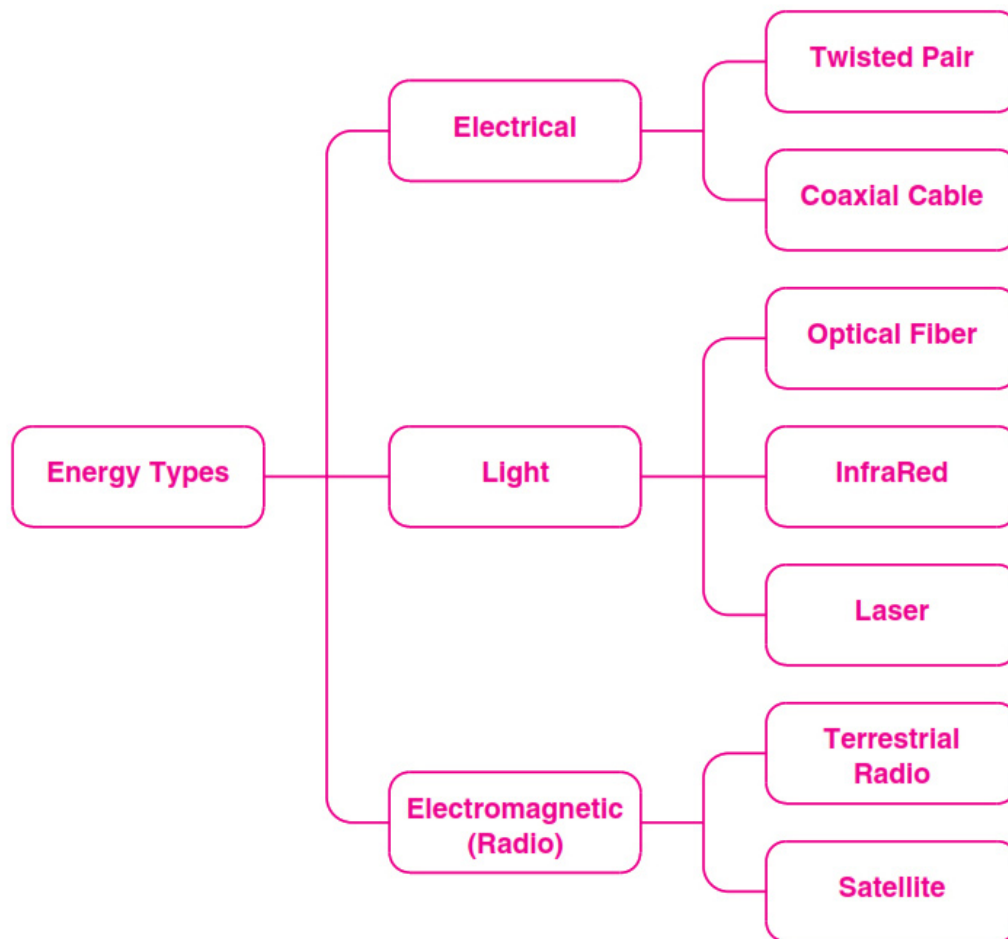 Twisted Pair
Electrical
Coaxial Cable
Optical Fiber
Energy Types
Light
InfraRed
Laser
Terrestrial
Radio
Electromagnetic
(Radio)
Satellite